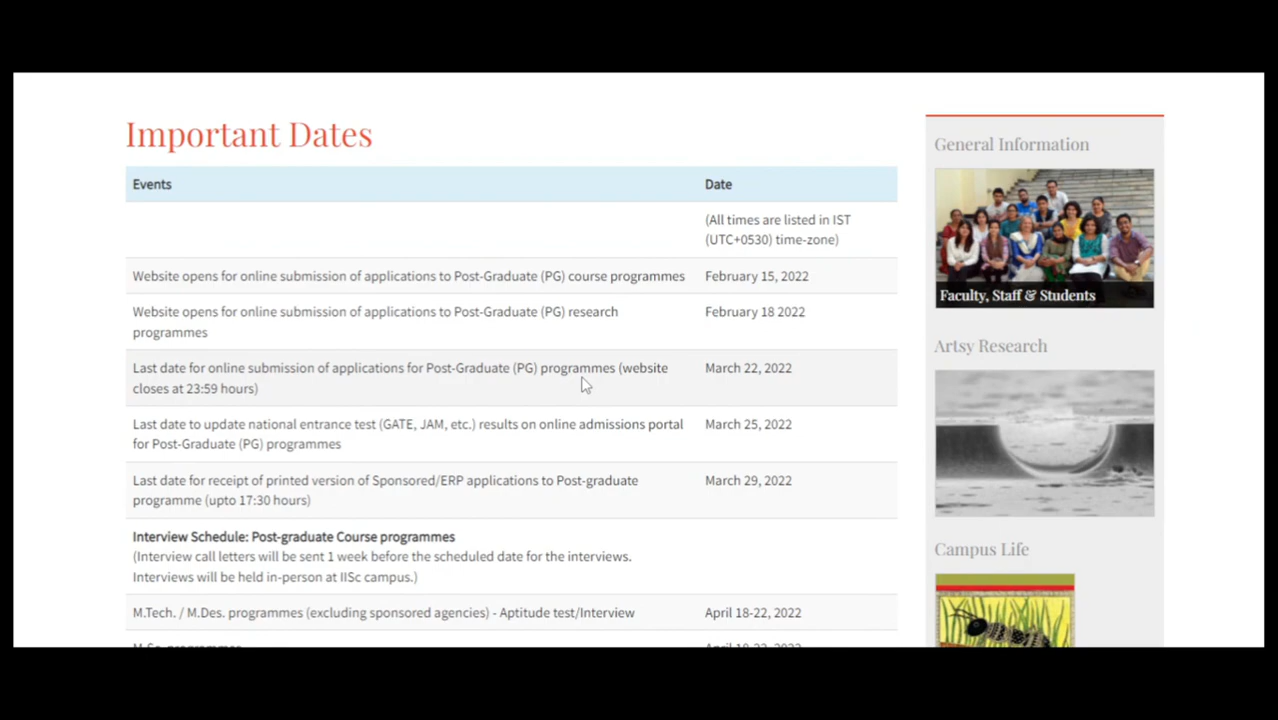 Important Dates
Events Date
(All times are listed in IST
(UTC+0530) time-zone)
Website opens for online submission of applications to Post-Graduate (PG) course programmes February 15, 2022
Website opens for online submission of applications to Post-Graduate (PG) research February 18 2022
programmes
Last date for online submission of applications for Post-Graduate (PG) programmes (website March 22, 2022
closes at 23:59 hours)
Last date to update national entrance test (GATE, JAM, etc.) results on online admissions portal March 25, 2022
for Post-Graduate (PG) programmes
Last date for receipt of printed version of Sponsored/ERP applications to Post-graduate March 29, 2022
programme (upto 17:30 hours)
Interview Schedule: Post-graduate Course programmes
(Interview call letters will be sent 1 week before the scheduled date for the interviews.
Interviews will be held in-person at IISc campus.)
M.Tech. / M.Des. programmes (excluding sponsored agencies) - Aptitude test/Interview April 18-22, 2022
General Information
Faculty, Staff & Students
Artsy Research
Campus Life